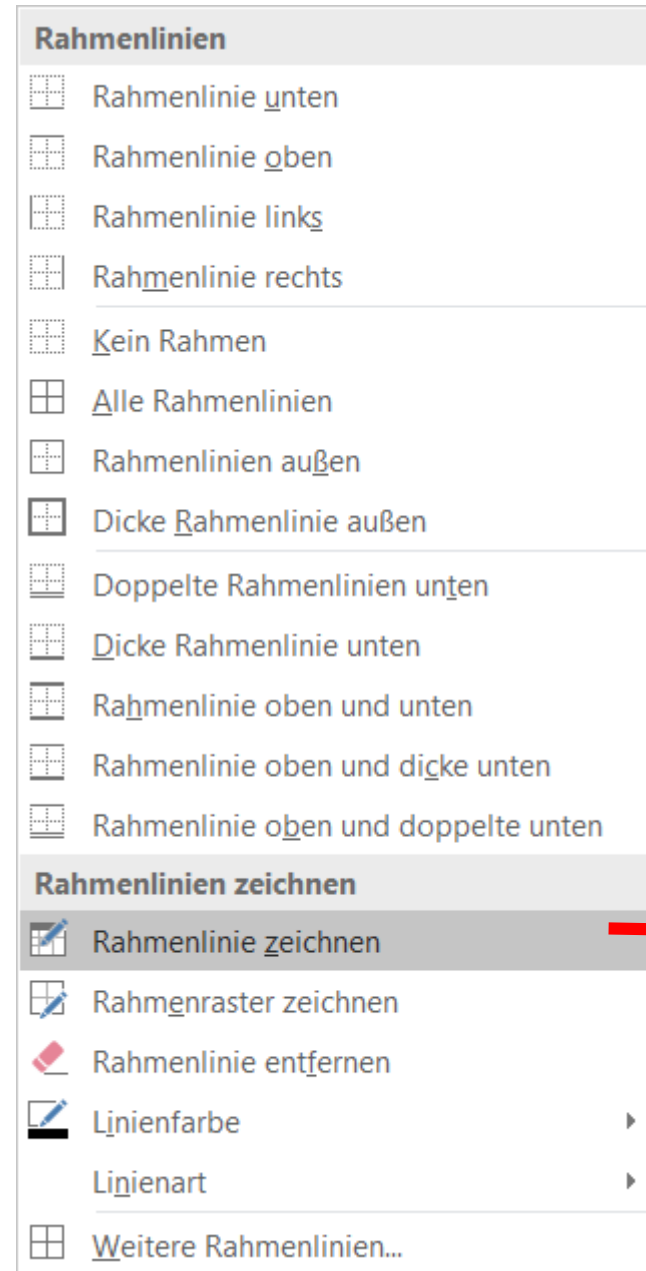 Rahmenlinien
Rahmenlinie unten
Rahmenlinie oben
Rahmenlinie links
Rahmenlinie rechts
Kein Rahmen
Alle Rahmenlinien
Rahmenlinien außen
Dicke Rahmenlinie außen
Doppelte Rahmenlinien unten
Dicke Rahmenlinie unten
Rahmenlinie oben und unten
Rahmenlinie oben und dicke unten
Rahmenlinie oben und doppelte unten
Rahmenlinien zeichnen
Rahmenlinie zeichnen
Rahmenraster zeichnen
Rahmenlinie entfernen
Linienfarbe
Linienart
Weitere Rahmenlinien...